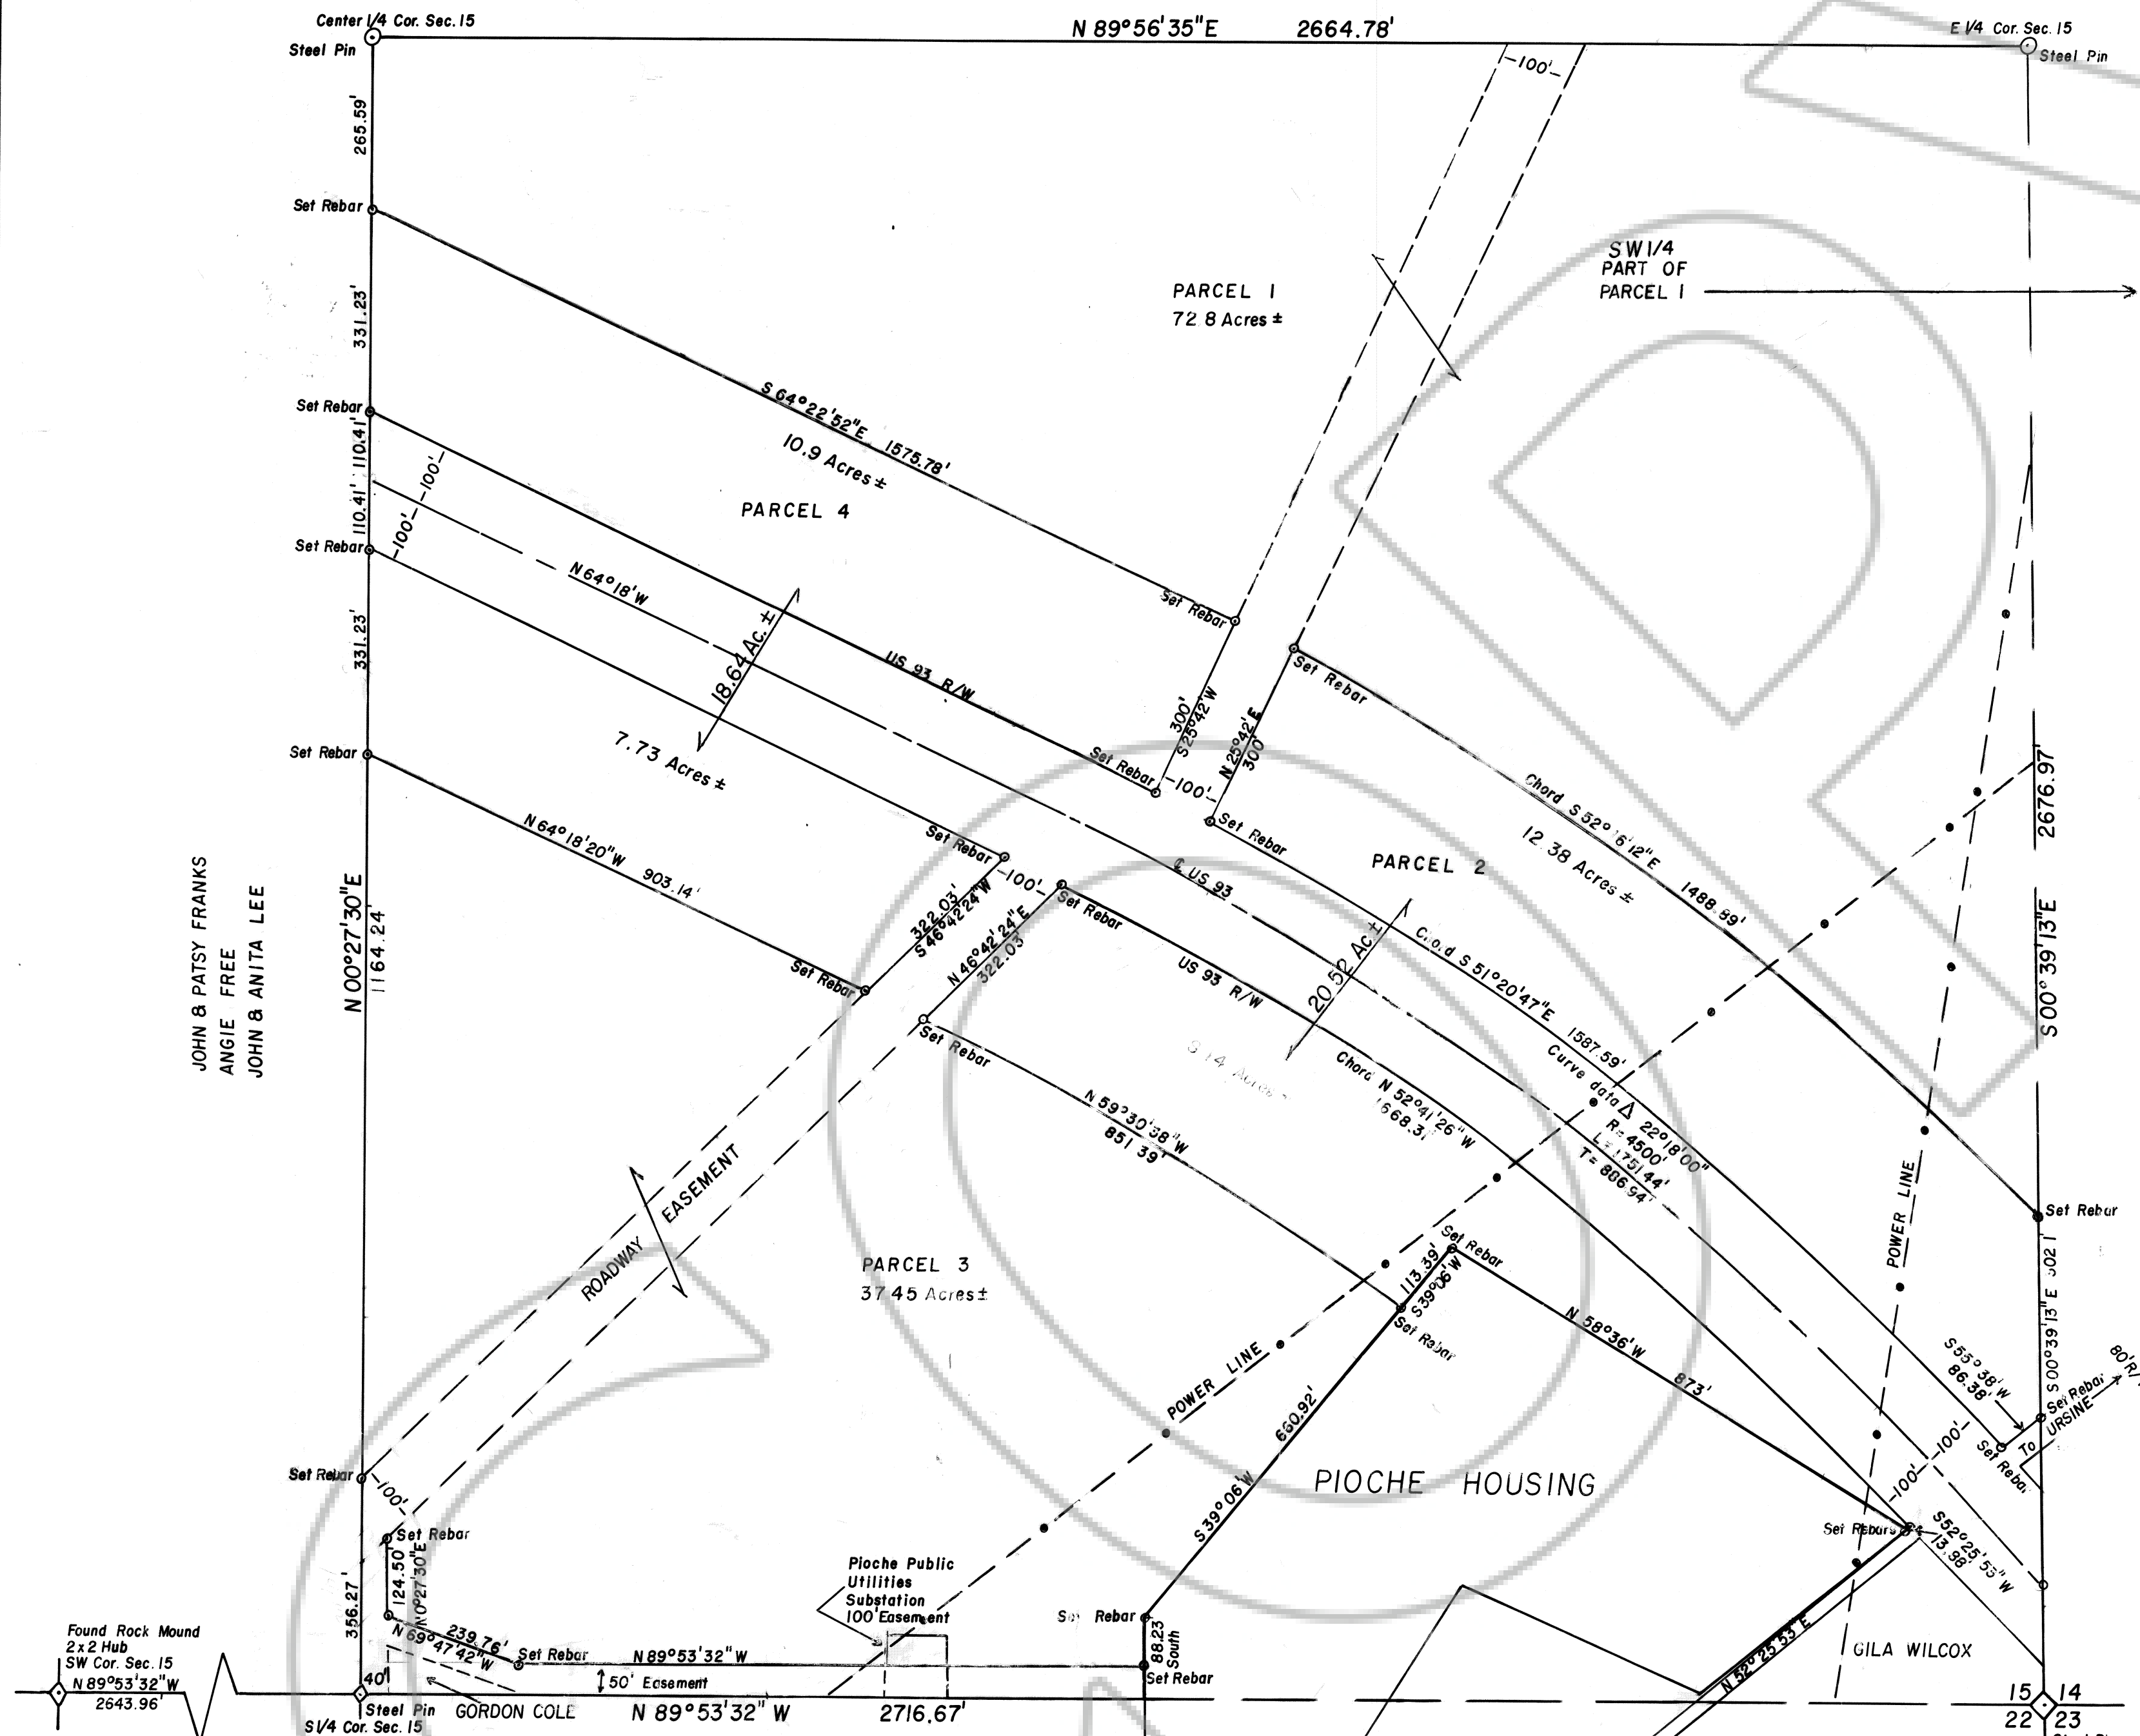 Center 1/4 Cor. Sec. 15
Steel Pin
N 89°56'35"E 2664.78'
E 1/4 Cor. Sec. 15
Steel Pin
-100'-
265.59'
Set Rebar
SW 1/4
PART OF
PARCEL 1
PARCEL 1
72.8 Acres ±
331.23'
S 64°22'52"E 1575.78'
10.9 Acres ±
PARCEL 4
Set Rebar
110.41'
110.41'
-100'-
-100'-
Set Rebar
N 64°18'W
18.64 Ac. ±
US 93 R/W
Set Rebar
300'
S 25°42'W
N 25°42'E
300'
Set Rebar
Set Rebar
-100'-
Set Rebar
331.23'
Set Rebar
7.73 Acres ±
N 64°18'20"W 903.14'
Set Rebar
-100'-
Set Rebar
322.03'
S 46°42'24"W
N 46°42'24"E
322.03'
Set Rebar
Set Rebar
℄ US 93
PARCEL 2
Chord S 52°16'12"E
12.38 Acres ±
2676.97'
S 00°39'13"E
JOHN & PATSY FRANKS
ANGIE FREE
JOHN & ANITA LEE
N 00°27'30"E
1164.24
US 93 R/W
20.52 Ac. ±
Chord S 51°20'47"E 1587.59'
Curve data
Δ 22°18'00"
R = 4500'
L = 1751.44'
T = 886.94'
Chord N 52°41'26"W
N 59°30'58"W
851.39'
ROADWAY EASEMENT
PARCEL 3
37.45 Acres ±
POWER LINE
POWER LINE
Set Rebar
113.39'
S 39°06'W
Set Rebar
660.92'
S 39°06'W
N 58°36'W
873'
Set Rebar
S 00°39'13"E
S 55°38'W
86.38'
Set Rebar
Set Rebar
To URSINE
-100'-
-100'-
PIOCHE HOUSING
Set Rebars
S 52°25'53"W
13.98'
N 52°25'53"E
GILA WILCOX
Set Rebar
-100'-
Set Rebar
124.50'
N 0°27'30"E
356.27'
239.76'
N 69°47'42"W
Set Rebar
N 89°53'32"W
Pioche Public
Utilities
Substation
100' Easement
Set Rebar
88.23
South
Set Rebar
50' Easement
40'
Found Rock Mound
2 x 2 Hub
SW Cor. Sec. 15
N 89°53'32"W
2643.96'
Steel Pin
S 1/4 Cor. Sec. 15
GORDON COLE
N 89°53'32" W 2716.67'
15 14
22 23